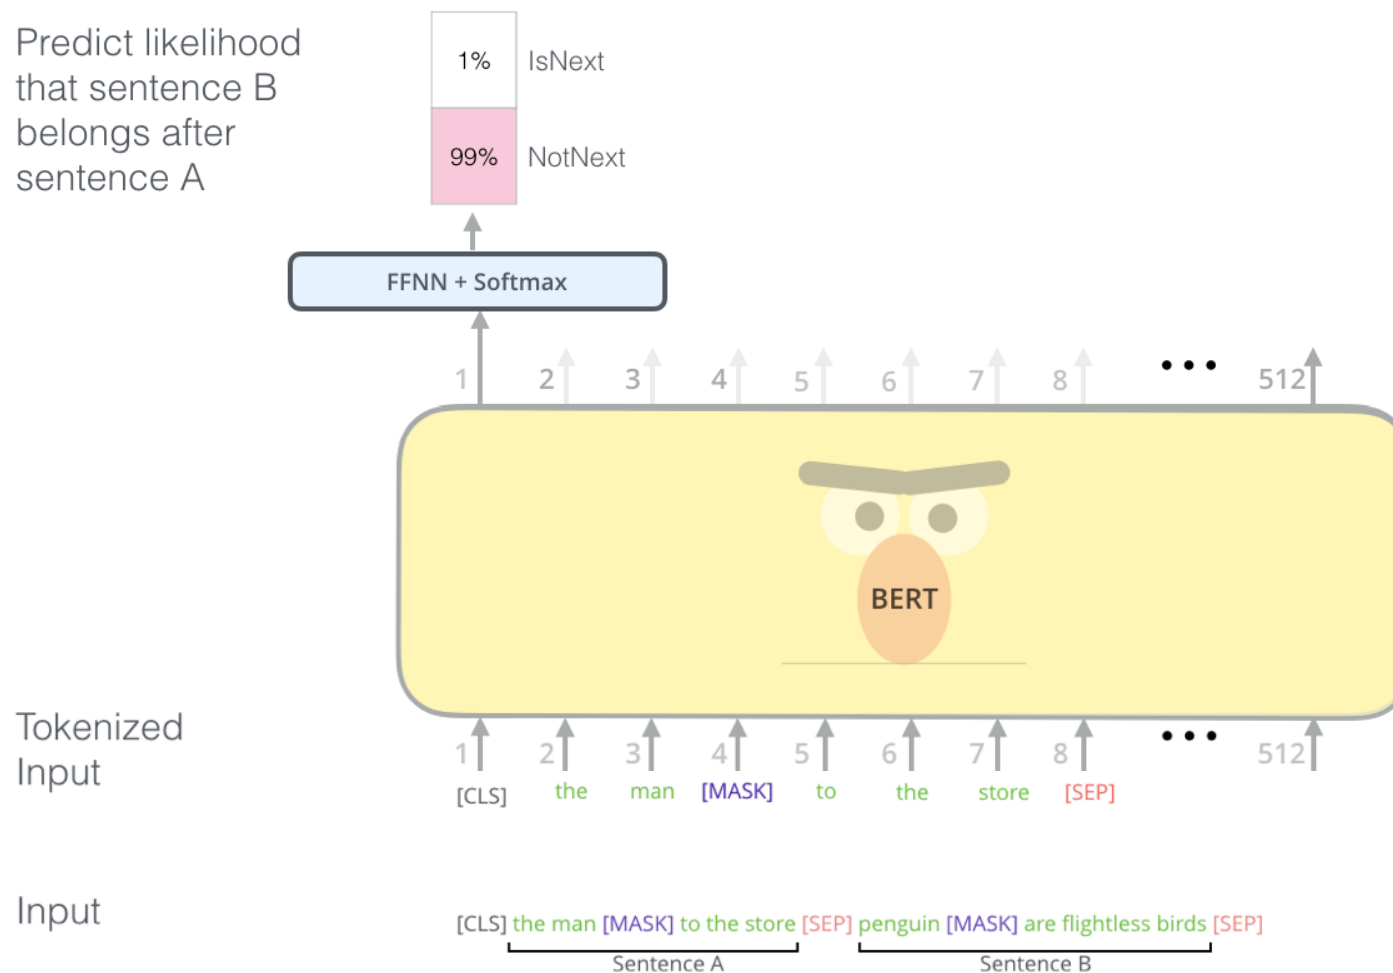 Predict likelihood
that sentence B
belongs after
sentence A
1% IsNext
99% NotNext
FFNN + Softmax
1 2 3 4 5 6 7 8 ••• 512
BERT
Tokenized
Input
1 2 3 4 5 6 7 8 ••• 512
[CLS] the man [MASK] to the store [SEP]
Input
[CLS] the man [MASK] to the store [SEP] penguin [MASK] are flightless birds [SEP]
Sentence A Sentence B